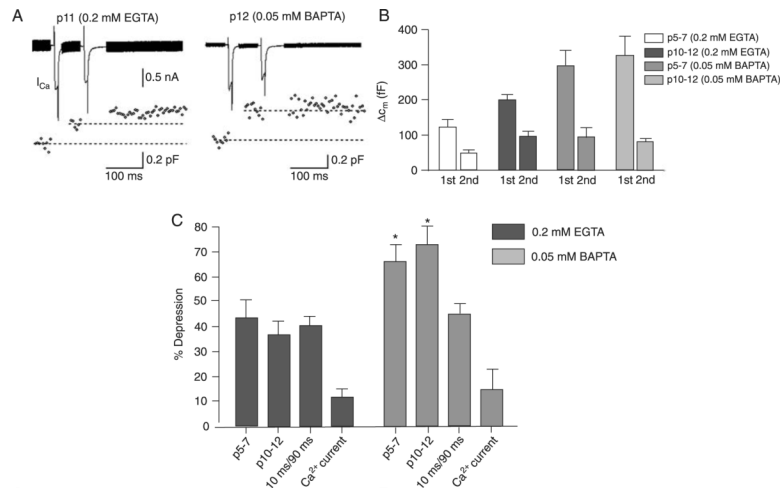 A
p11 (0.2 mM EGTA)
I_Ca
0.5 nA
0.2 pF
100 ms
p12 (0.05 mM BAPTA)
0.2 pF
100 ms
B
p5-7 (0.2 mM EGTA)
p10-12 (0.2 mM EGTA)
p5-7 (0.05 mM BAPTA)
p10-12 (0.05 mM BAPTA)
Δc_m (fF)
400
300
200
100
0
1st 2nd
1st 2nd
1st 2nd
1st 2nd
C
0.2 mM EGTA
0.05 mM BAPTA
% Depression
80
70
60
50
40
30
20
10
0
*
*
p5-7
p10-12
10 ms/90 ms
Ca²⁺ current
p5-7
p10-12
10 ms/90 ms
Ca²⁺ current